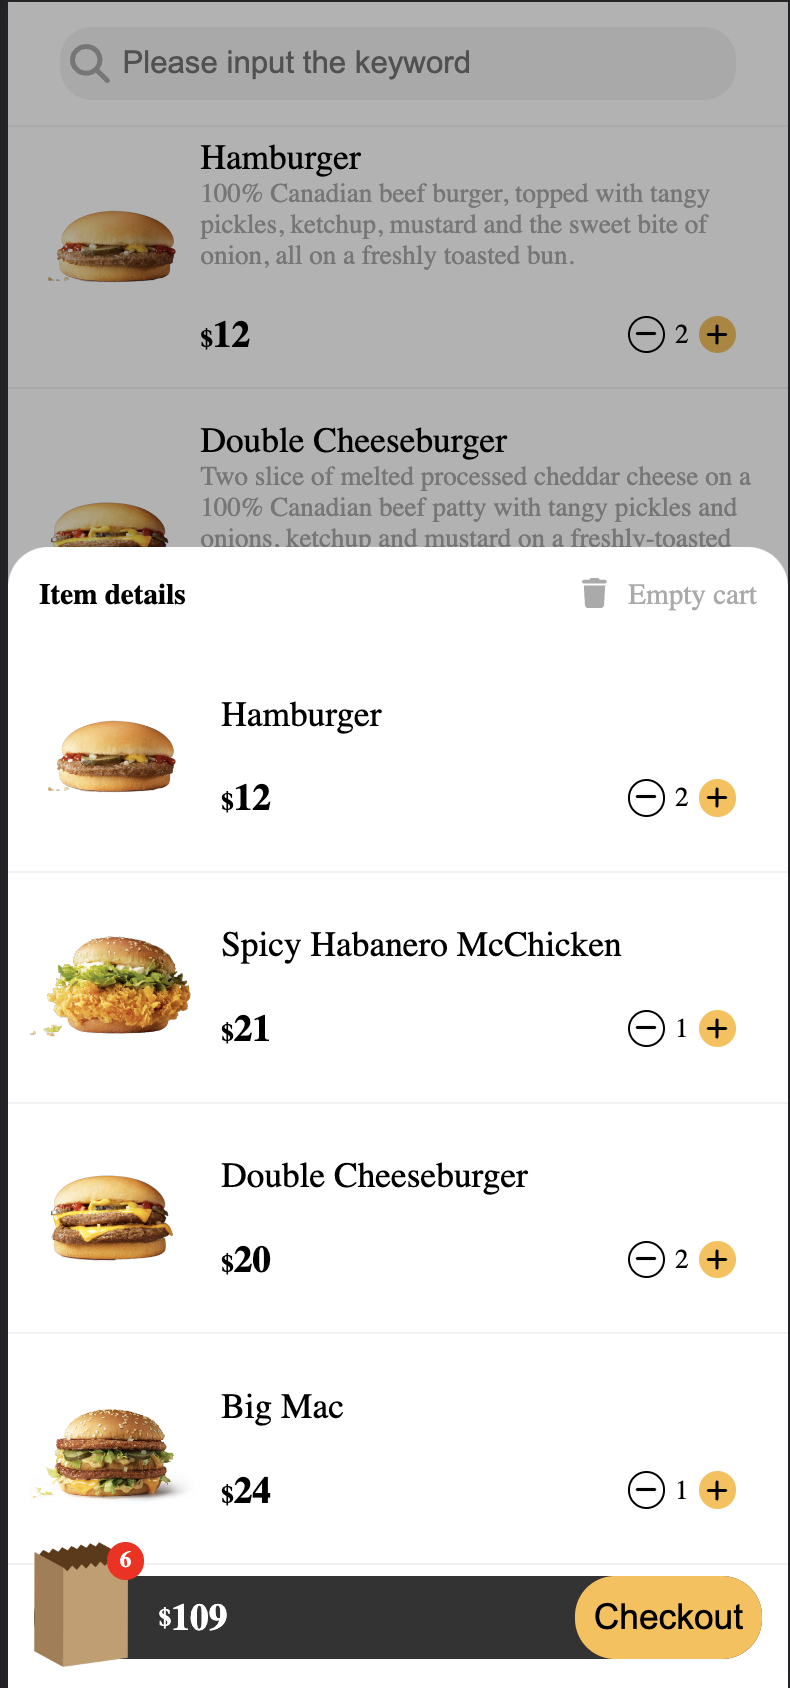 Please input the keyword
Hamburger
100% Canadian beef burger, topped with tangy
pickles, ketchup, mustard and the sweet bite of
onion, all on a freshly toasted bun.
$12
2
Double Cheeseburger
Two slice of melted processed cheddar cheese on a
100% Canadian beef patty with tangy pickles and
onions, ketchup and mustard on a freshly-toasted
Item details
Empty cart
Hamburger
$12
2
Spicy Habanero McChicken
$21
1
Double Cheeseburger
$20
2
Big Mac
$24
1
6
$109
Checkout